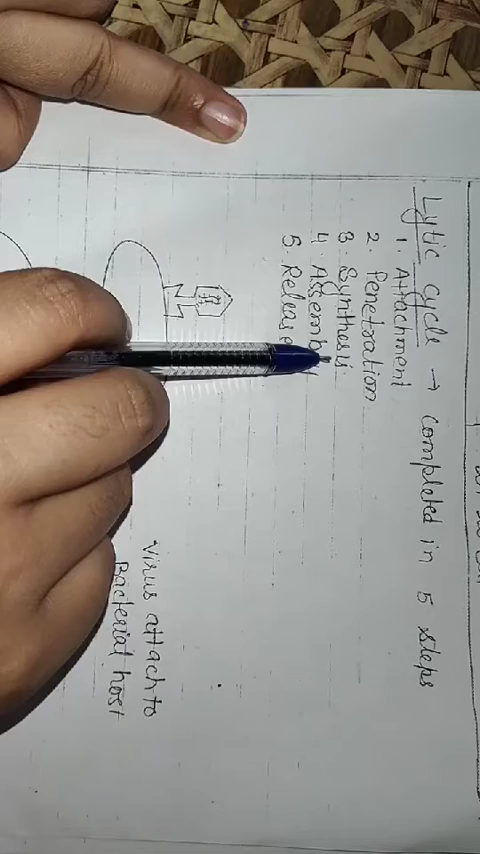 Lytic cycle → completed in 5 steps
1. Attachment
2. Penetration
3. Synthesis.
4. Assembly
5. Release
Virus attach to
Bacterial host